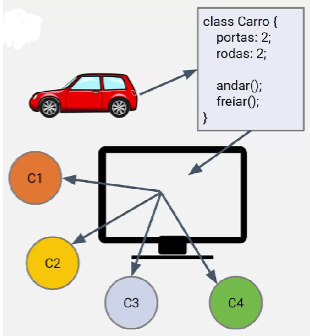 class Carro {
portas: 2;
rodas: 2;
andar();
freiar();
}
C1
C2
C3
C4